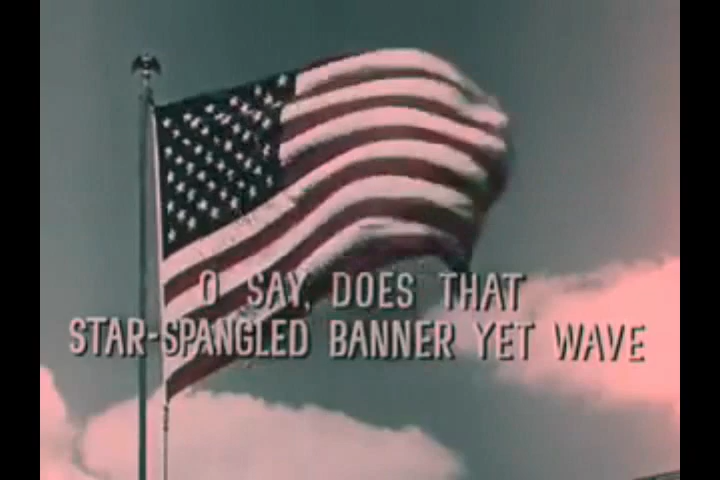 O SAY, DOES THAT
STAR-SPANGLED BANNER YET WAVE